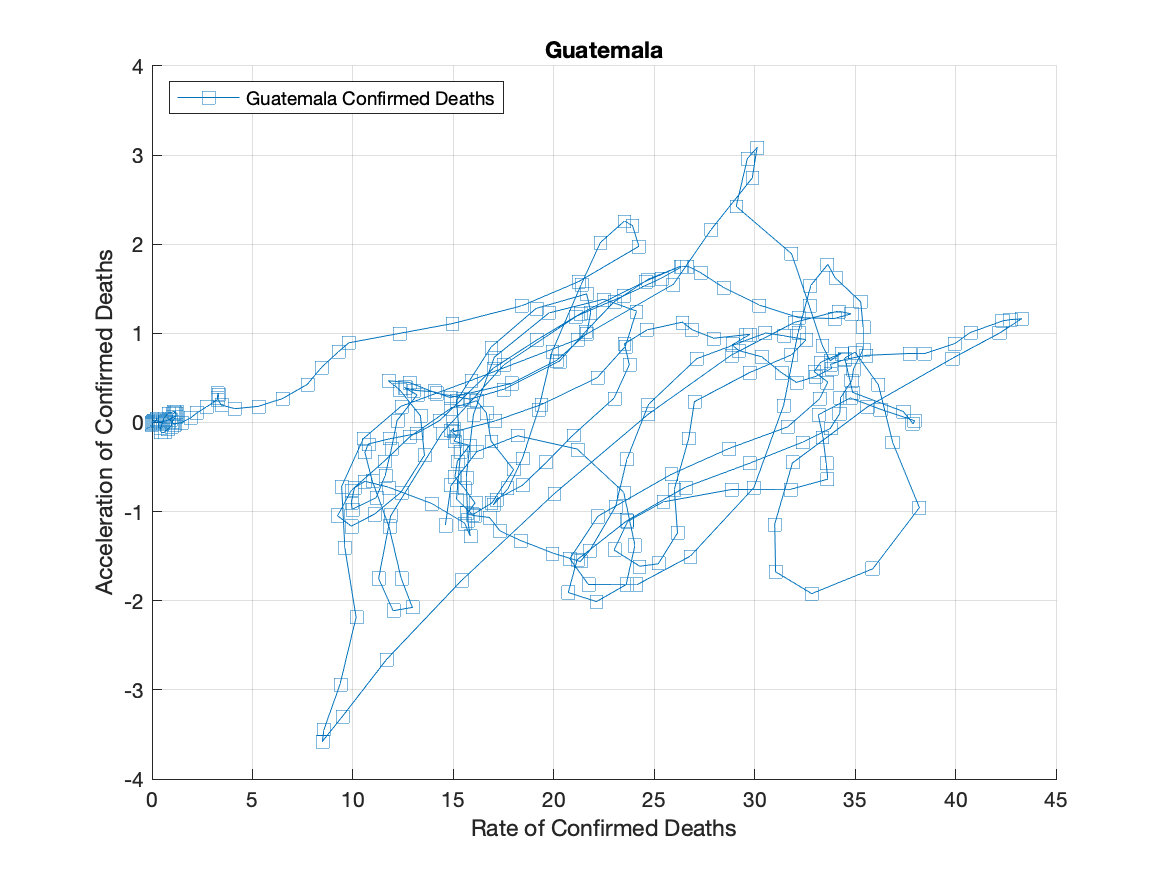 Guatemala
Guatemala Confirmed Deaths
4
3
2
1
0
-1
-2
-3
-4
Acceleration of Confirmed Deaths
0 5 10 15 20 25 30 35 40 45
Rate of Confirmed Deaths